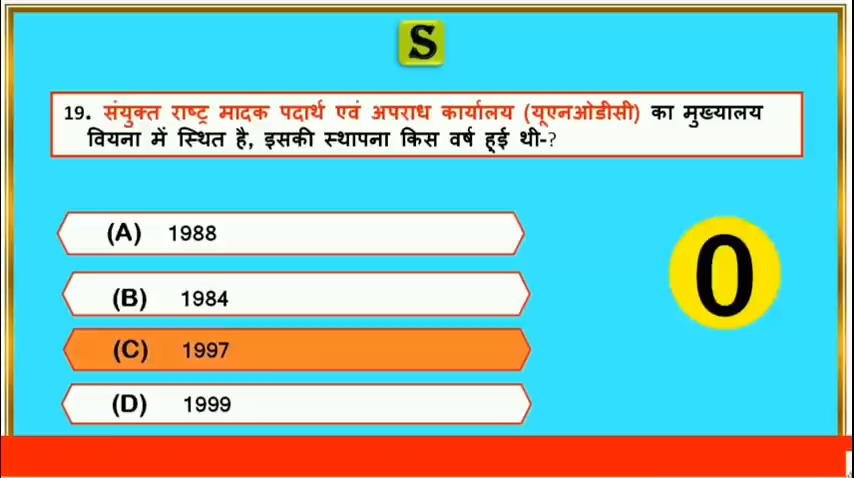 S
19. संयुक्त राष्ट्र मादक पदार्थ एवं अपराध कार्यालय (यूएनओडीसी) का मुख्यालय
वियना में स्थित है, इसकी स्थापना किस वर्ष हूई थी-?
(A) 1988
(B) 1984
(C) 1997
(D) 1999
0